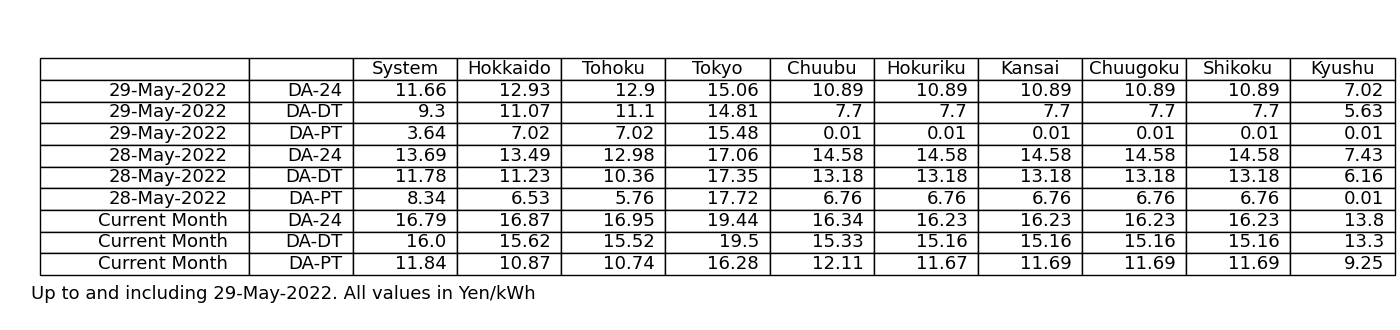 System Hokkaido Tohoku Tokyo Chuubu Hokuriku Kansai Chuugoku Shikoku Kyushu
29-May-2022 DA-24 11.66 12.93 12.9 15.06 10.89 10.89 10.89 10.89 10.89 7.02
29-May-2022 DA-DT 9.3 11.07 11.1 14.81 7.7 7.7 7.7 7.7 7.7 5.63
29-May-2022 DA-PT 3.64 7.02 7.02 15.48 0.01 0.01 0.01 0.01 0.01 0.01
28-May-2022 DA-24 13.69 13.49 12.98 17.06 14.58 14.58 14.58 14.58 14.58 7.43
28-May-2022 DA-DT 11.78 11.23 10.36 17.35 13.18 13.18 13.18 13.18 13.18 6.16
28-May-2022 DA-PT 8.34 6.53 5.76 17.72 6.76 6.76 6.76 6.76 6.76 0.01
Current Month DA-24 16.79 16.87 16.95 19.44 16.34 16.23 16.23 16.23 16.23 13.8
Current Month DA-DT 16.0 15.62 15.52 19.5 15.33 15.16 15.16 15.16 15.16 13.3
Current Month DA-PT 11.84 10.87 10.74 16.28 12.11 11.67 11.69 11.69 11.69 9.25
Up to and including 29-May-2022. All values in Yen/kWh